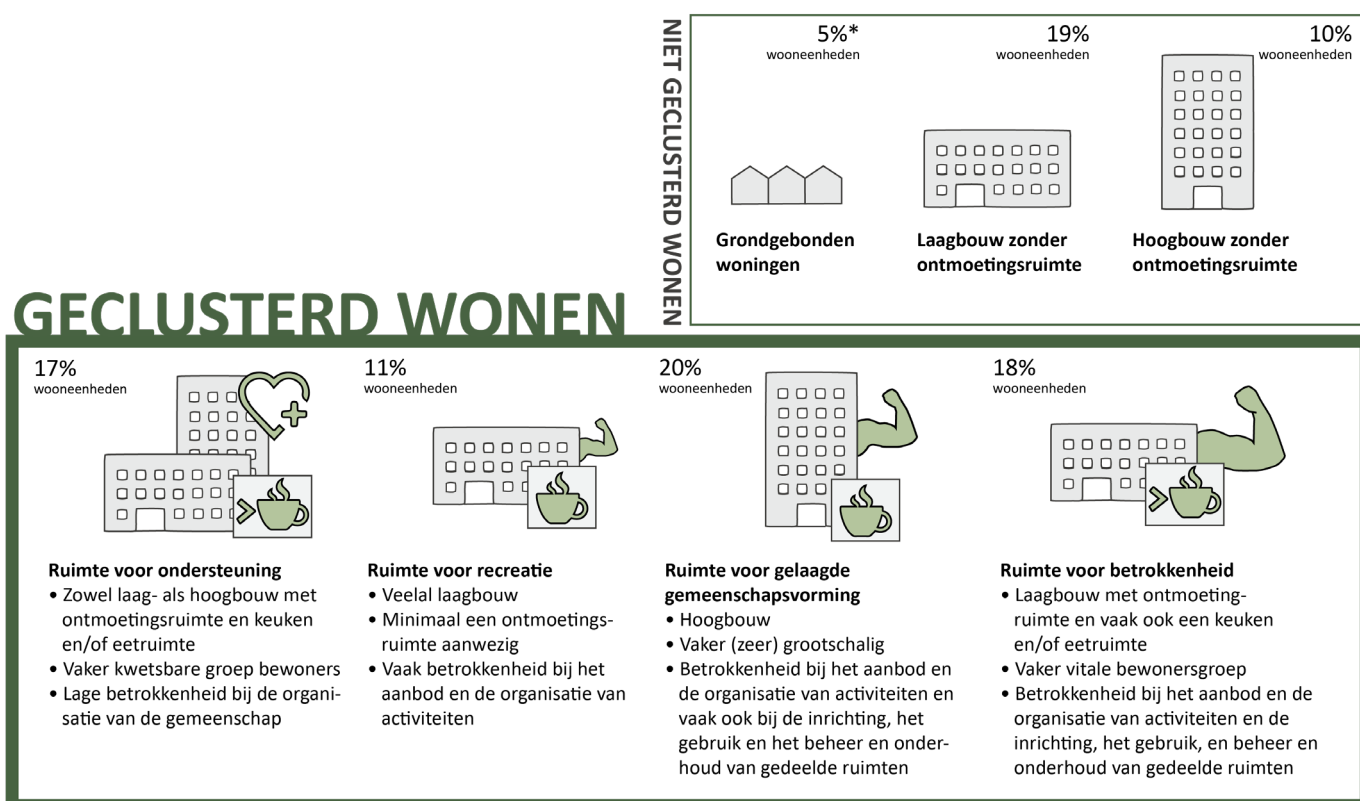 NIET GECLUSTERD WONEN
5%*
wooneenheden
Grondgebonden
woningen
19%
wooneenheden
Laagbouw zonder
ontmoetingsruimte
10%
wooneenheden
Hoogbouw zonder
ontmoetingsruimte
GECLUSTERD WONEN
17%
wooneenheden
Ruimte voor ondersteuning
• Zowel laag- als hoogbouw met
ontmoetingsruimte en keuken
en/of eetruimte
• Vaker kwetsbare groep bewoners
• Lage betrokkenheid bij de organi-
satie van de gemeenschap
11%
wooneenheden
Ruimte voor recreatie
• Veelal laagbouw
• Minimaal een ontmoetings-
ruimte aanwezig
• Vaak betrokkenheid bij het
aanbod en de organisatie van
activiteiten
20%
wooneenheden
Ruimte voor gelaagde
gemeenschapsvorming
• Hoogbouw
• Vaker (zeer) grootschalig
• Betrokkenheid bij het aanbod en
de organisatie van activiteiten en
vaak ook bij de inrichting, het
gebruik en het beheer en onder-
houd van gedeelde ruimten
18%
wooneenheden
Ruimte voor betrokkenheid
• Laagbouw met ontmoeting-
ruimte en vaak ook een keuken
en/of eetruimte
• Vaker vitale bewonersgroep
• Betrokkenheid bij het aanbod en de
organisatie van activiteiten en de
inrichting, het gebruik, en beheer en
onderhoud van gedeelde ruimten